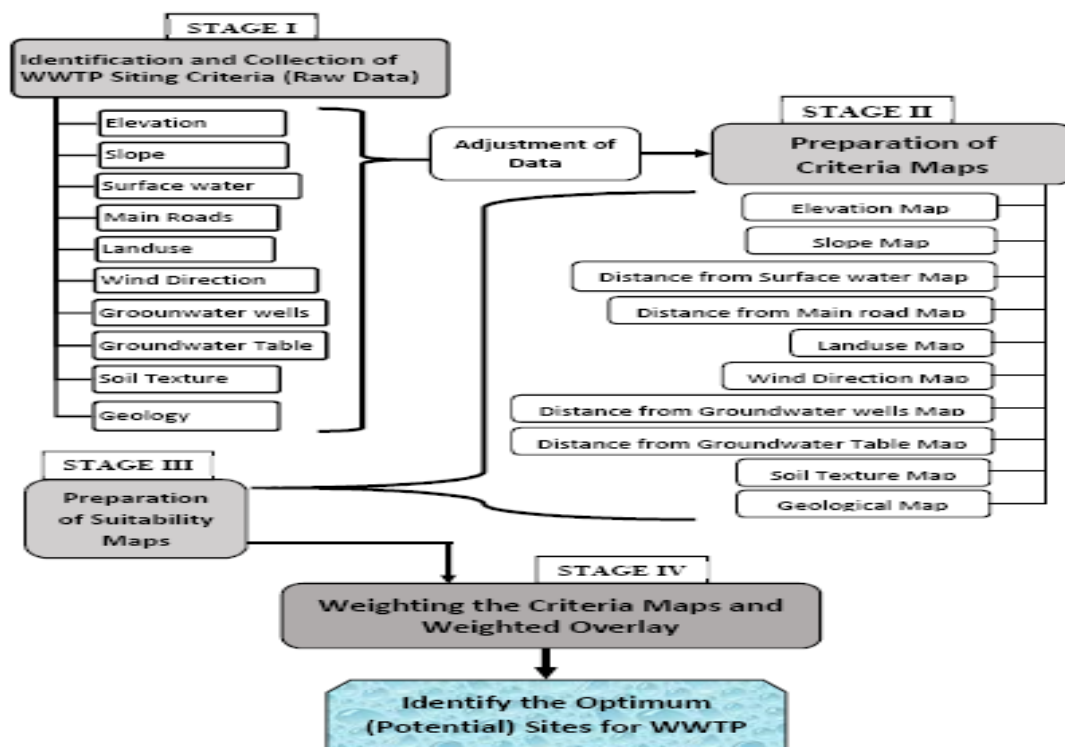 STAGE I
Identification and Collection of
WWTP Siting Criteria (Raw Data)
Elevation
Slope
Surface water
Main Roads
Landuse
Wind Direction
Groounwater wells
Groundwater Table
Soil Texture
Geology
Adjustment of
Data
STAGE II
Preparation of
Criteria Maps
Elevation Map
Slope Map
Distance from Surface water Map
Distance from Main road Map
Landuse Map
Wind Direction Map
Distance from Groundwater wells Map
Distance from Groundwater Table Map
Soil Texture Map
Geological Map
STAGE III
Preparation
of Suitability
Maps
STAGE IV
Weighting the Criteria Maps and
Weighted Overlay
Identify the Optimum
(Potential) Sites for WWTP